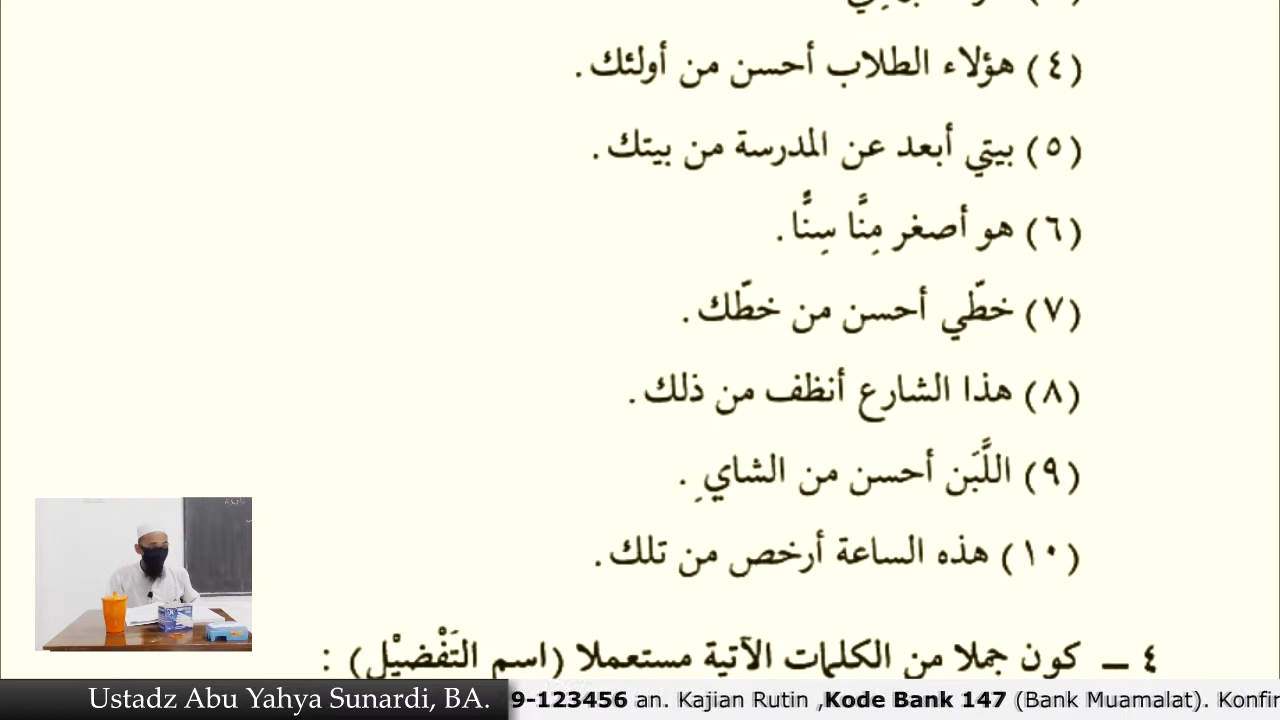 (٤) هؤلاء الطلاب أحسن من أولئك.
(٥) بيتي أبعد عن المدرسة من بيتك.
(٦) هو أصغر مِنَّا سِنًّا.
(٧) خطّي أحسن من خطّك.
(٨) هذا الشارع أنظف من ذلك.
(٩) اللَّبَن أحسن من الشايِ.
(١٠) هذه الساعة أرخص من تلك.
٤ ــ كون جملا من الكلمات الآتية مستعملا (اسم التَفْضيْل) :
Ustadz Abu Yahya Sunardi, BA. 9-123456 an. Kajian Rutin ,Kode Bank 147 (Bank Muamalat). Konfir